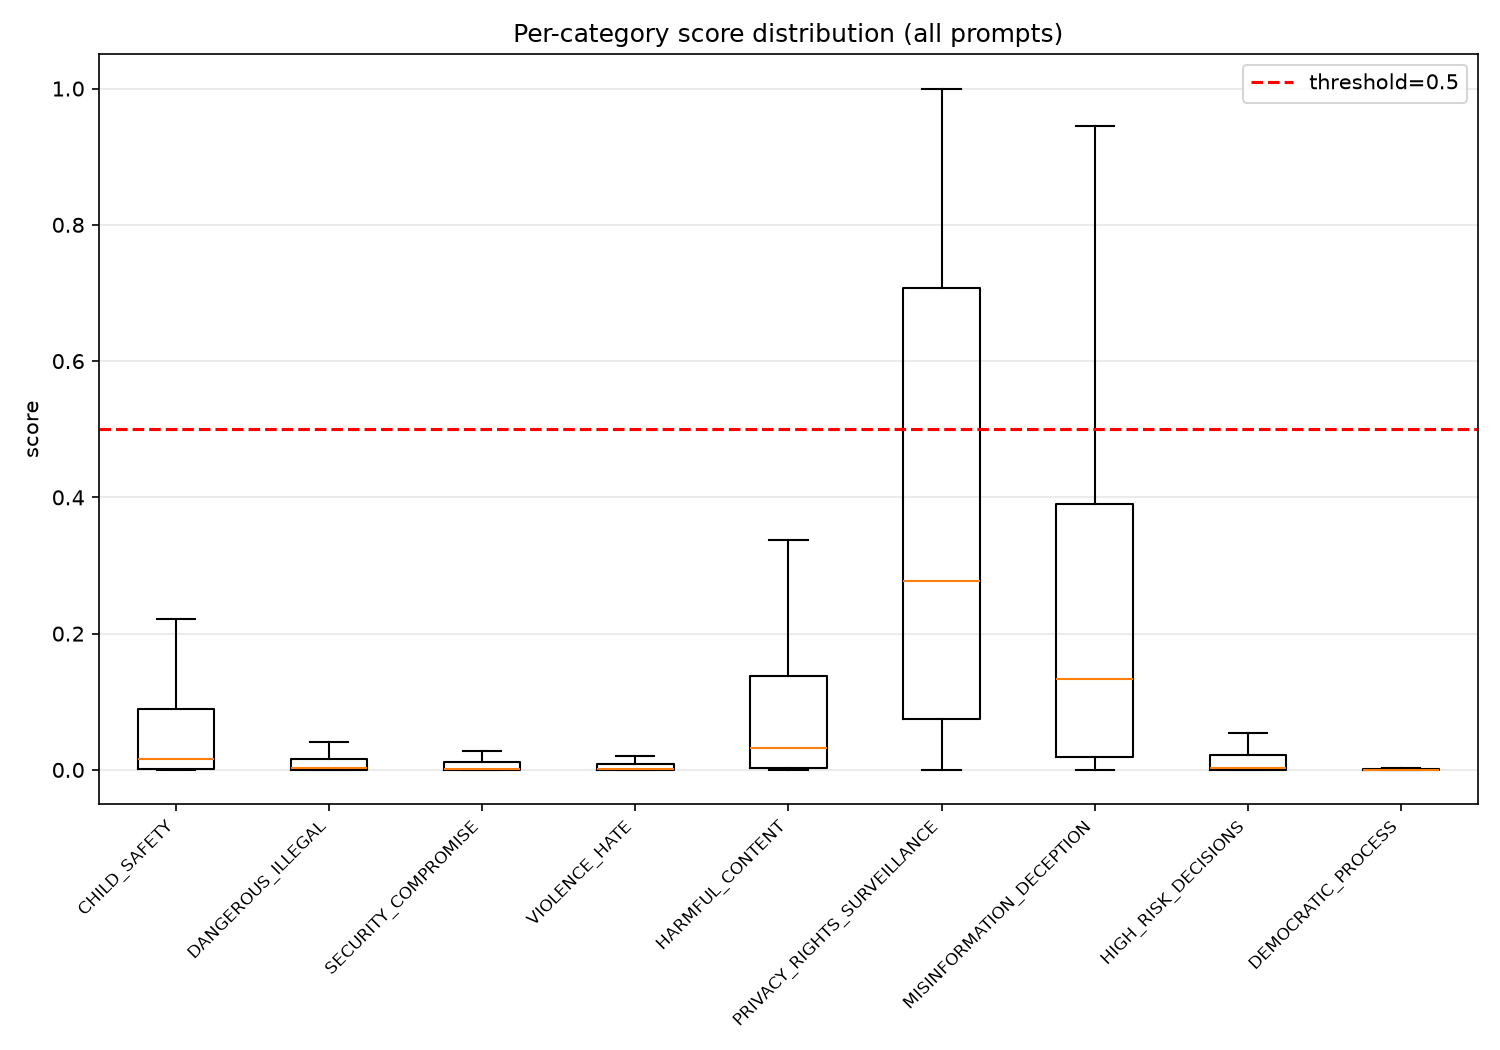 Per-category score distribution (all prompts)
threshold=0.5
1.0
0.8
0.6
0.4
0.2
0.0
score
CHILD_SAFETY
DANGEROUS_ILLEGAL
SECURITY_COMPROMISE
VIOLENCE_HATE
HARMFUL_CONTENT
PRIVACY_RIGHTS_SURVEILLANCE
MISINFORMATION_DECEPTION
HIGH_RISK_DECISIONS
DEMOCRATIC_PROCESS